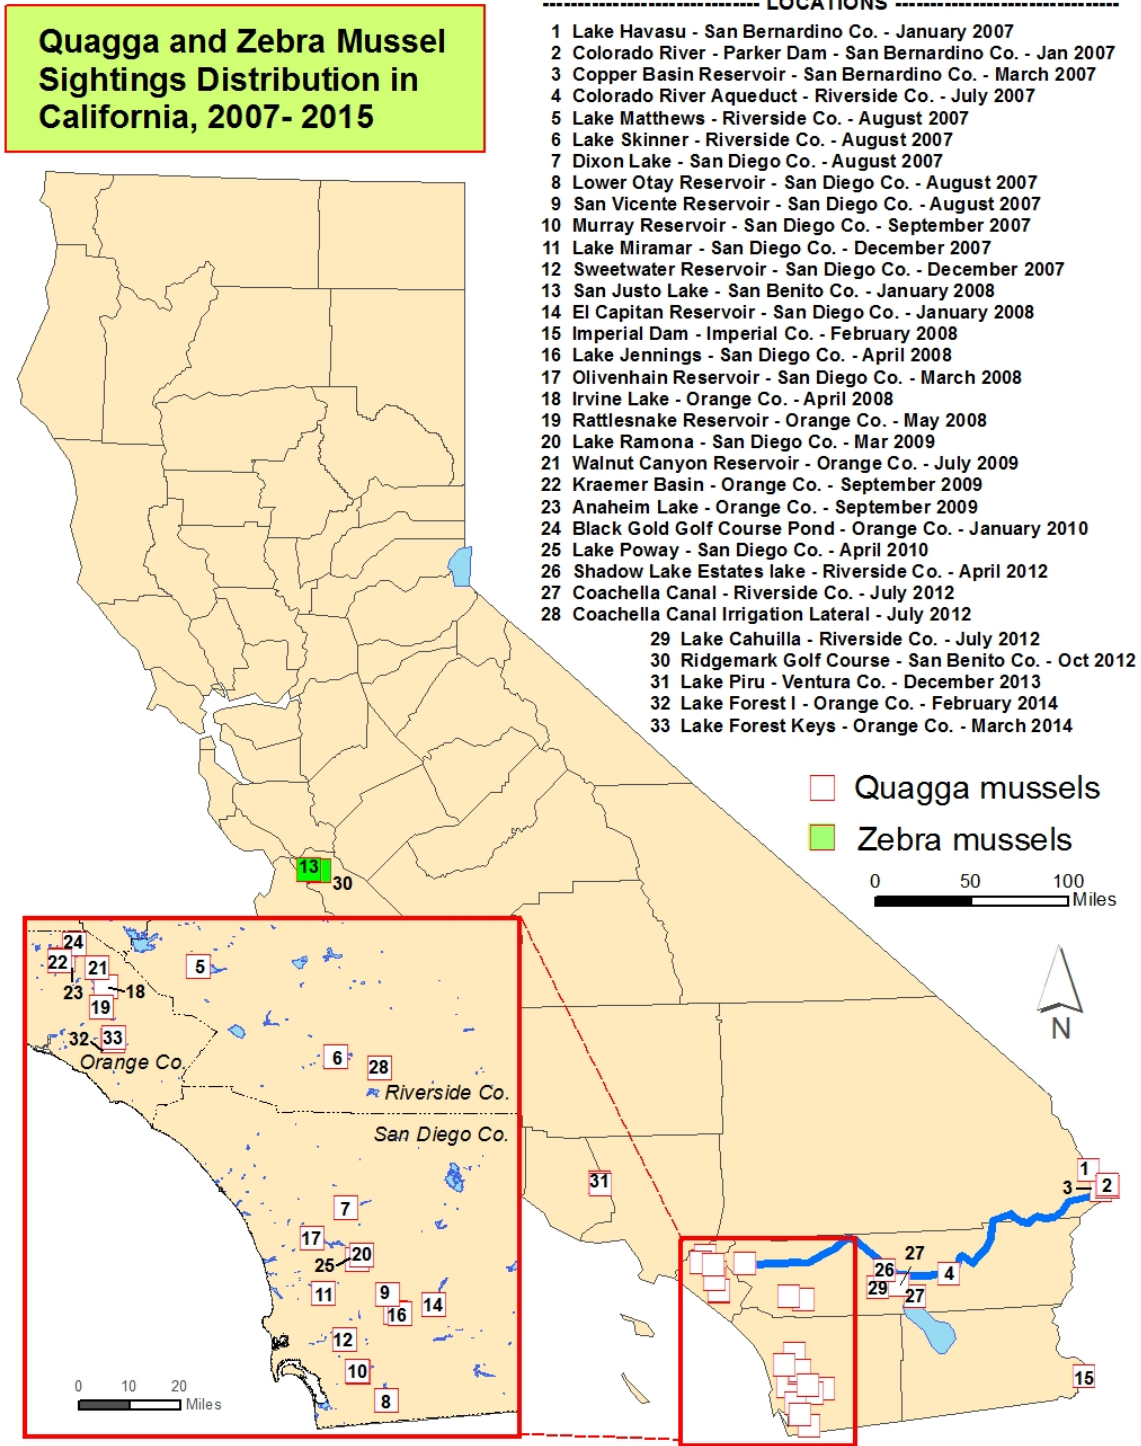 Quagga and Zebra Mussel
Sightings Distribution in
California, 2007- 2015
------------------------------- LOCATIONS --------------------------------
1 Lake Havasu - San Bernardino Co. - January 2007
2 Colorado River - Parker Dam - San Bernardino Co. - Jan 2007
3 Copper Basin Reservoir - San Bernardino Co. - March 2007
4 Colorado River Aqueduct - Riverside Co. - July 2007
5 Lake Matthews - Riverside Co. - August 2007
6 Lake Skinner - Riverside Co. - August 2007
7 Dixon Lake - San Diego Co. - August 2007
8 Lower Otay Reservoir - San Diego Co. - August 2007
9 San Vicente Reservoir - San Diego Co. - August 2007
10 Murray Reservoir - San Diego Co. - September 2007
11 Lake Miramar - San Diego Co. - December 2007
12 Sweetwater Reservoir - San Diego Co. - December 2007
13 San Justo Lake - San Benito Co. - January 2008
14 El Capitan Reservoir - San Diego Co. - January 2008
15 Imperial Dam - Imperial Co. - February 2008
16 Lake Jennings - San Diego Co. - April 2008
17 Olivenhain Reservoir - San Diego Co. - March 2008
18 Irvine Lake - Orange Co. - April 2008
19 Rattlesnake Reservoir - Orange Co. - May 2008
20 Lake Ramona - San Diego Co. - Mar 2009
21 Walnut Canyon Reservoir - Orange Co. - July 2009
22 Kraemer Basin - Orange Co. - September 2009
23 Anaheim Lake - Orange Co. - September 2009
24 Black Gold Golf Course Pond - Orange Co. - January 2010
25 Lake Poway - San Diego Co. - April 2010
26 Shadow Lake Estates lake - Riverside Co. - April 2012
27 Coachella Canal - Riverside Co. - July 2012
28 Coachella Canal Irrigation Lateral - July 2012
29 Lake Cahuilla - Riverside Co. - July 2012
30 Ridgemark Golf Course - San Benito Co. - Oct 2012
31 Lake Piru - Ventura Co. - December 2013
32 Lake Forest I - Orange Co. - February 2014
33 Lake Forest Keys - Orange Co. - March 2014
Quagga mussels
Zebra mussels
0 50 100
Miles
N
13
30
24
22
21
23
18
19
32
33
Orange Co.
5
6
28
Riverside Co.
San Diego Co.
7
17
20
25
11
9
16
14
12
10
8
0 10 20
Miles
31
1
3
2
27
26
4
29
27
15